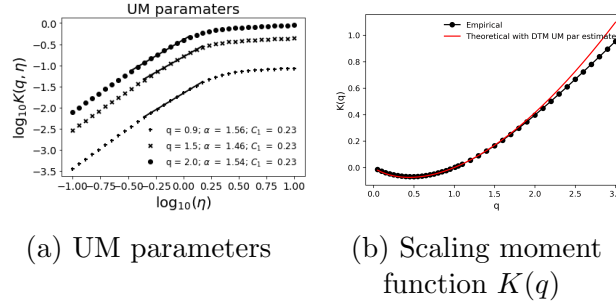 UM paramaters
log10K(q, η)
0.0
−0.5
−1.0
−1.5
−2.0
−2.5
−3.0
−3.5
q = 0.9; α = 1.56; C1 = 0.23
q = 1.5; α = 1.46; C1 = 0.23
q = 2.0; α = 1.54; C1 = 0.23
−1.00−0.75−0.50−0.25 0.00 0.25 0.50 0.75 1.00
log10(η)
(a) UM parameters
Empirical
Theoretical with DTM UM par estimate
K(q)
1.0
0.8
0.6
0.4
0.2
0.0
0.0 0.5 1.0 1.5 2.0 2.5 3.
q
(b) Scaling moment
function K(q)